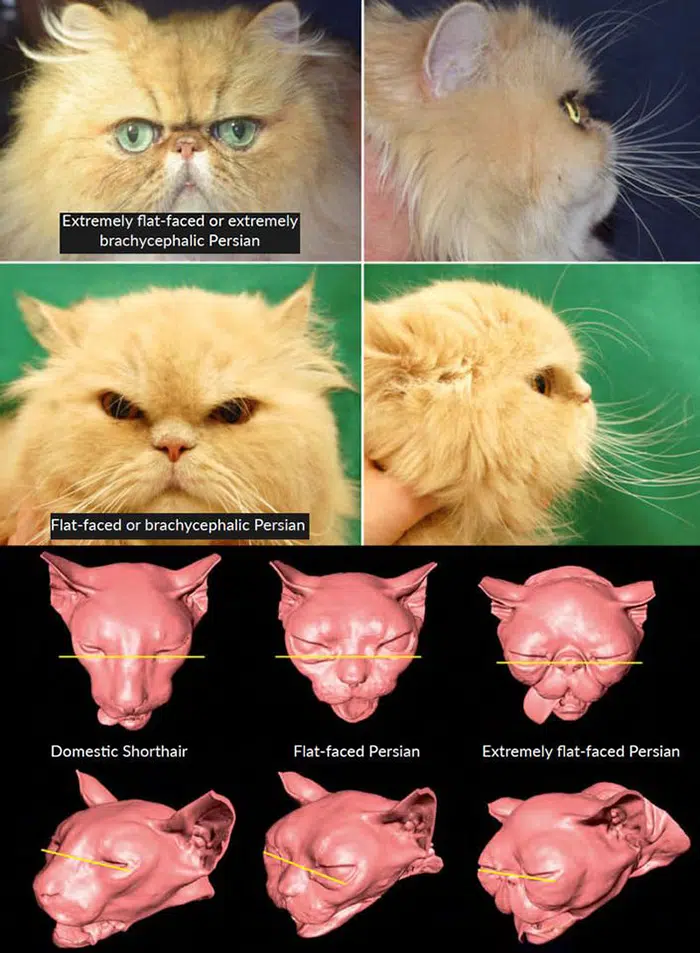 Extremely flat-faced or extremely
brachycephalic Persian
Flat-faced or brachycephalic Persian
Domestic Shorthair
Flat-faced Persian
Extremely flat-faced Persian